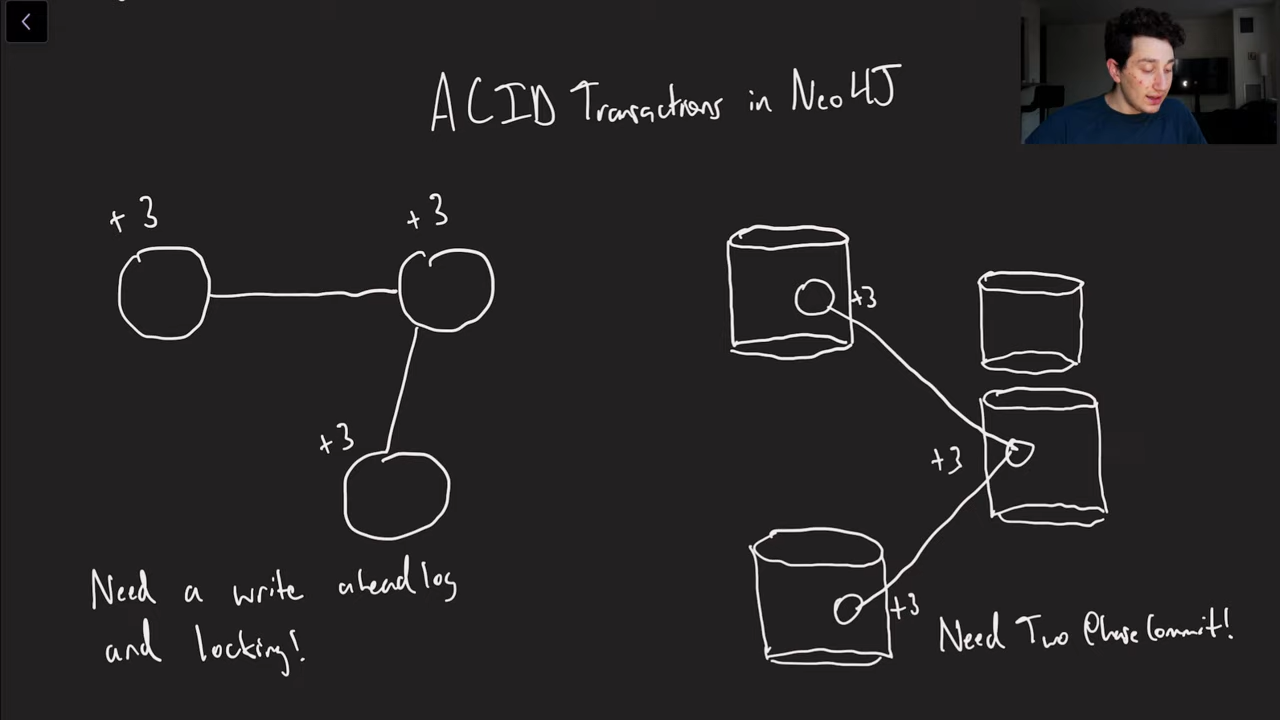 ACID Transactions in Neo4J
+3
+3
+3
Need a write ahead log
and locking!
+3
+3
+3
Need Two Phase Commit!